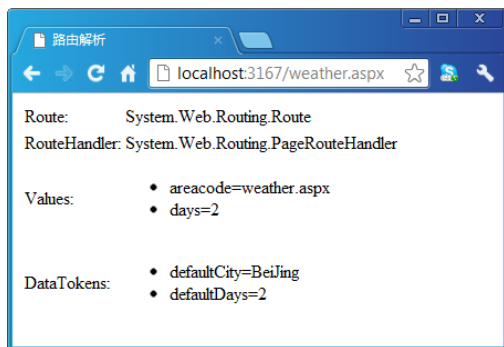 路由解析
localhost:3167/weather.aspx
Route: System.Web.Routing.Route
RouteHandler: System.Web.Routing.PageRouteHandler
Values:
• areacode=weather.aspx
• days=2
DataTokens:
• defaultCity=BeiJing
• defaultDays=2